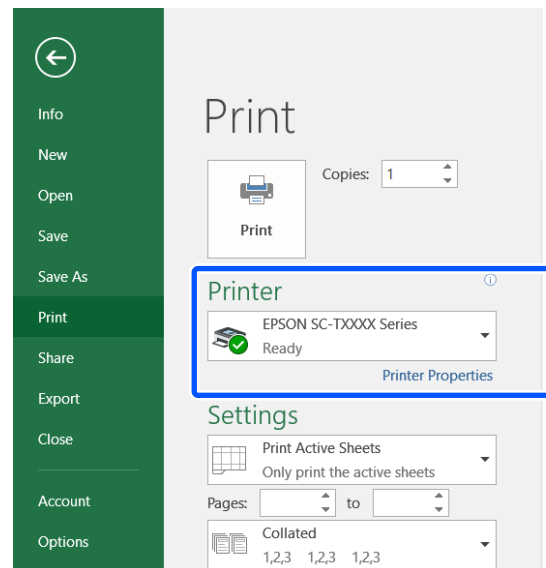 Info
New
Open
Save
Save As
Print
Share
Export
Close
Account
Options
Print
Copies: 1
Print
Printer
EPSON SC-TXXXX Series
Ready
Printer Properties
Settings
Print Active Sheets
Only print the active sheets
Pages: to
Collated
1,2,3 1,2,3 1,2,3